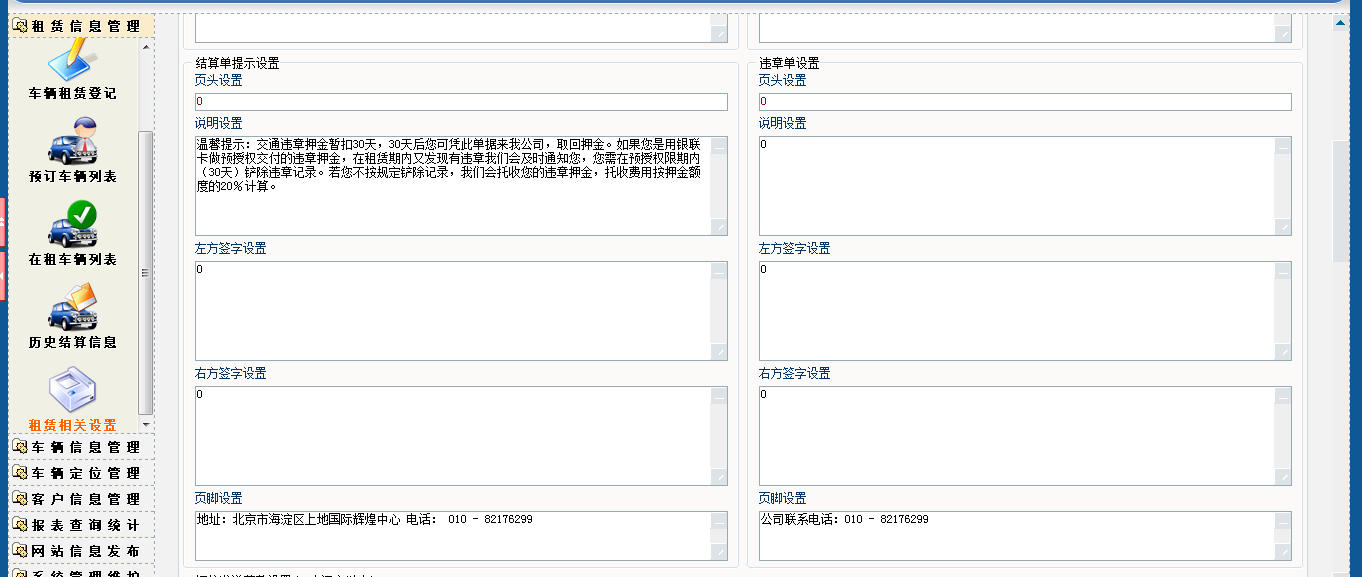 租赁信息管理
车辆租赁登记
预订车辆列表
在租车辆列表
历史结算信息
租赁相关设置
车辆信息管理
车辆定位管理
客户信息管理
报表查询统计
网站信息发布
系统管理维护
结算单提示设置
页头设置
0
说明设置
温馨提示：交通违章押金暂扣30天，30天后您可凭此单据来我公司，取回押金。如果您是用银联
卡做预授权交付的违章押金，在租赁期内又发现有违章我们会及时通知您，您需在预授权限期内
（30天）铲除违章记录。若您不按规定铲除记录，我们会托收您的违章押金，托收费用按押金额
度的20％计算。
左方签字设置
0
右方签字设置
0
页脚设置
地址：北京市海淀区上地国际辉煌中心 电话： 010 - 82176299
违章单设置
页头设置
0
说明设置
0
左方签字设置
0
右方签字设置
0
页脚设置
公司联系电话：010 - 82176299